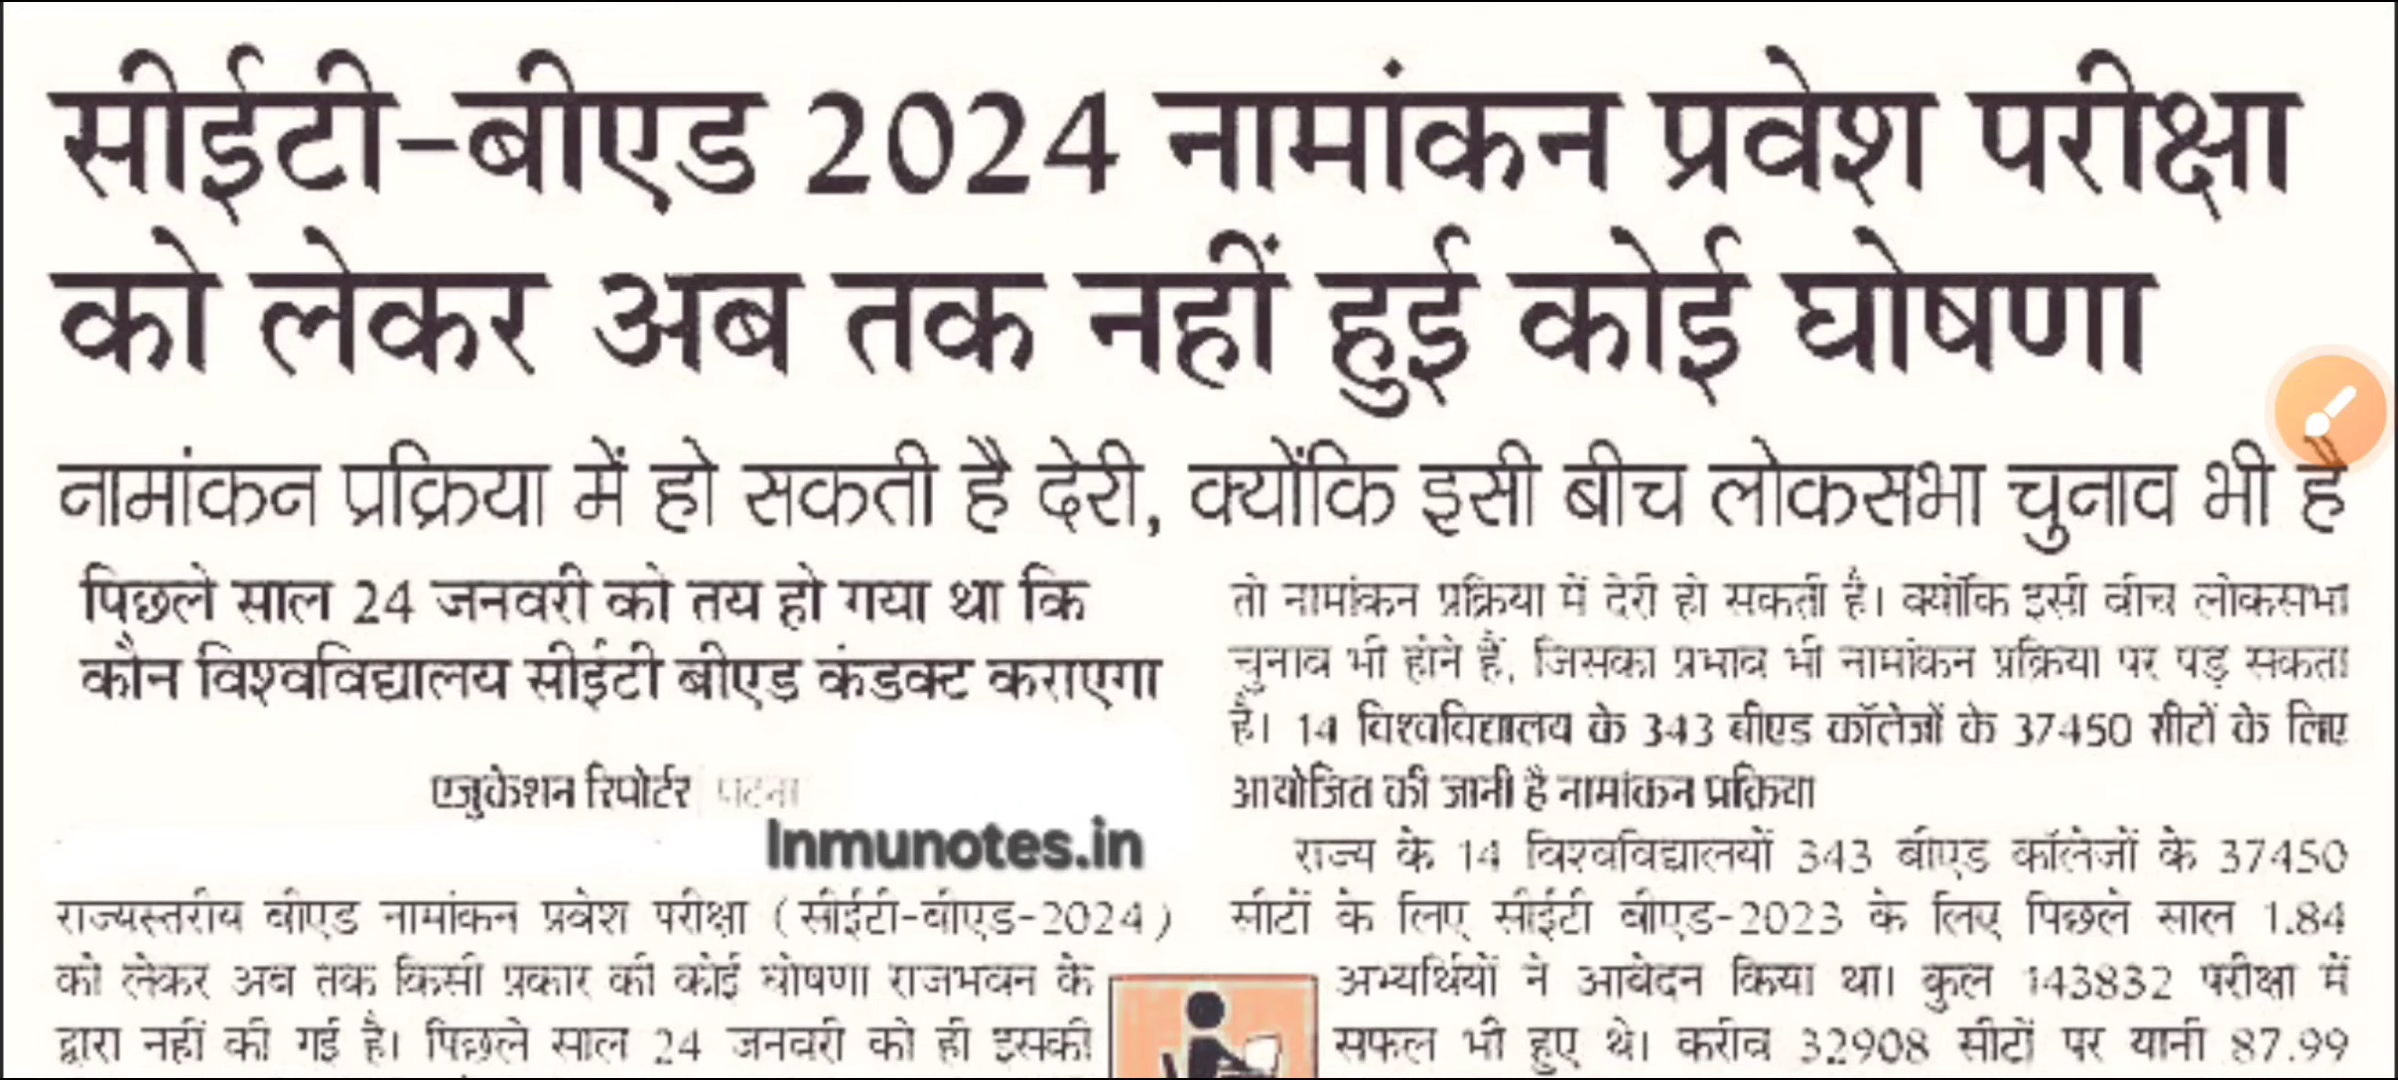 सीईटी-बीएड 2024 नामांकन प्रवेश परीक्षा
को लेकर अब तक नहीं हुई कोई घोषणा
नामांकन प्रक्रिया में हो सकती है देरी, क्योंकि इसी बीच लोकसभा चुनाव भी है
पिछले साल 24 जनवरी को तय हो गया था कि
कौन विश्वविद्यालय सीईटी बीएड कंडक्ट कराएगा
एजुकेशन रिपोर्टर | पटना
Inmunotes.in
राज्यस्तरीय बीएड नामांकन प्रवेश परीक्षा (सीईटी-बीएड-2024)
को लेकर अब तक किसी प्रकार की कोई घोषणा राजभवन के
द्वारा नहीं की गई है। पिछले साल 24 जनवरी को ही इसकी
तो नामांकन प्रक्रिया में देरी हो सकती है। क्योंकि इसी बीच लोकसभा
चुनाव भी होने हैं, जिसका प्रभाव भी नामांकन प्रक्रिया पर पड़ सकता
है। 14 विश्वविद्यालय के 343 बीएड कॉलेजों के 37450 सीटों के लिए
आयोजित की जानी है नामांकन प्रक्रिया
राज्य के 14 विश्वविद्यालयों 343 बीएड कॉलेजों के 37450
सीटों के लिए सीईटी बीएड-2023 के लिए पिछले साल 1.84
अभ्यर्थियों ने आवेदन किया था। कुल 143832 परीक्षा में
सफल भी हुए थे। करीब 32908 सीटों पर यानी 87.99